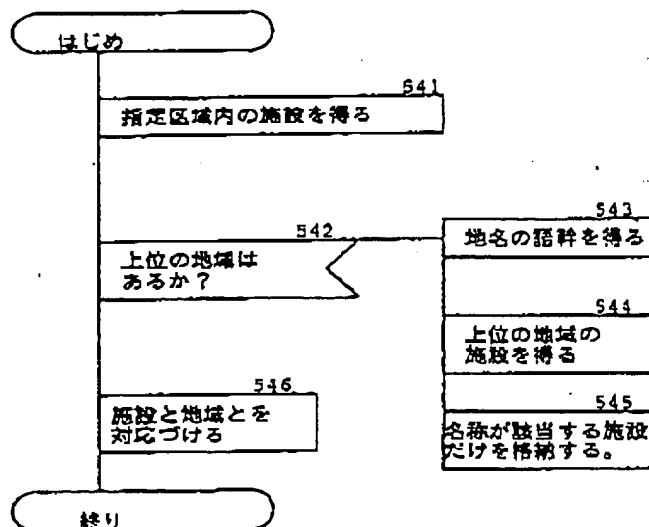 はじめ
541
指定区域内の施設を得る
542
上位の地域は
あるか？
543
地名の語幹を得る
544
上位の地域の
施設を得る
545
名称が該当する施設
だけを格納する。
546
施設と地域とを
対応づける
終り